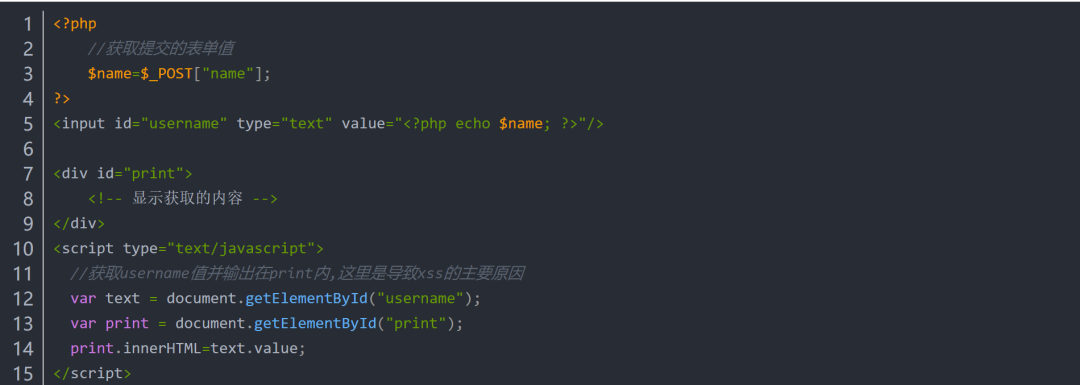 1 <?php
2 //获取提交的表单值
3 $name=$_POST["name"];
4 ?>
5 <input id="username" type="text" value="<?php echo $name; ?>"/>
6
7 <div id="print">
8 <!-- 显示获取的内容 -->
9 </div>
10 <script type="text/javascript">
11 //获取username值并输出在print内,这里是导致xss的主要原因
12 var text = document.getElementById("username");
13 var print = document.getElementById("print");
14 print.innerHTML=text.value;
15 </script>